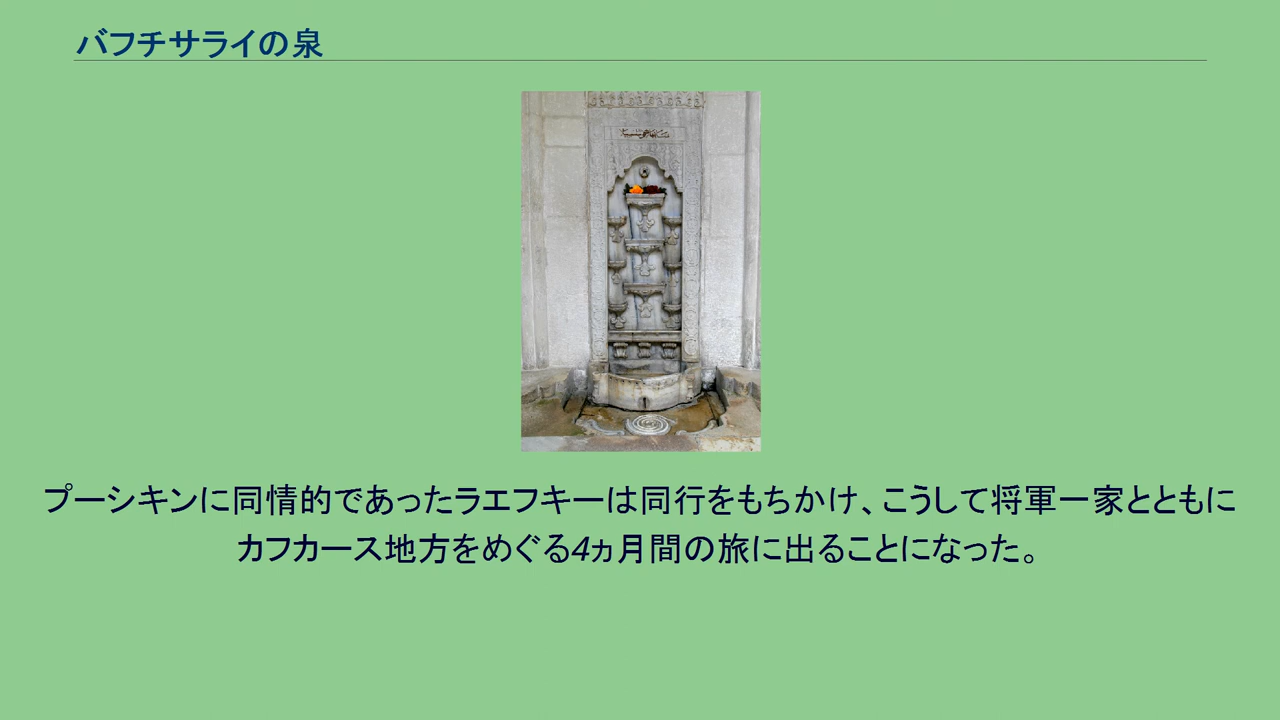 バフチサライの泉
プーシキンに同情的であったラエフキーは同行をもちかけ、こうして将軍一家とともに
カフカース地方をめぐる4ヵ月間の旅に出ることになった。